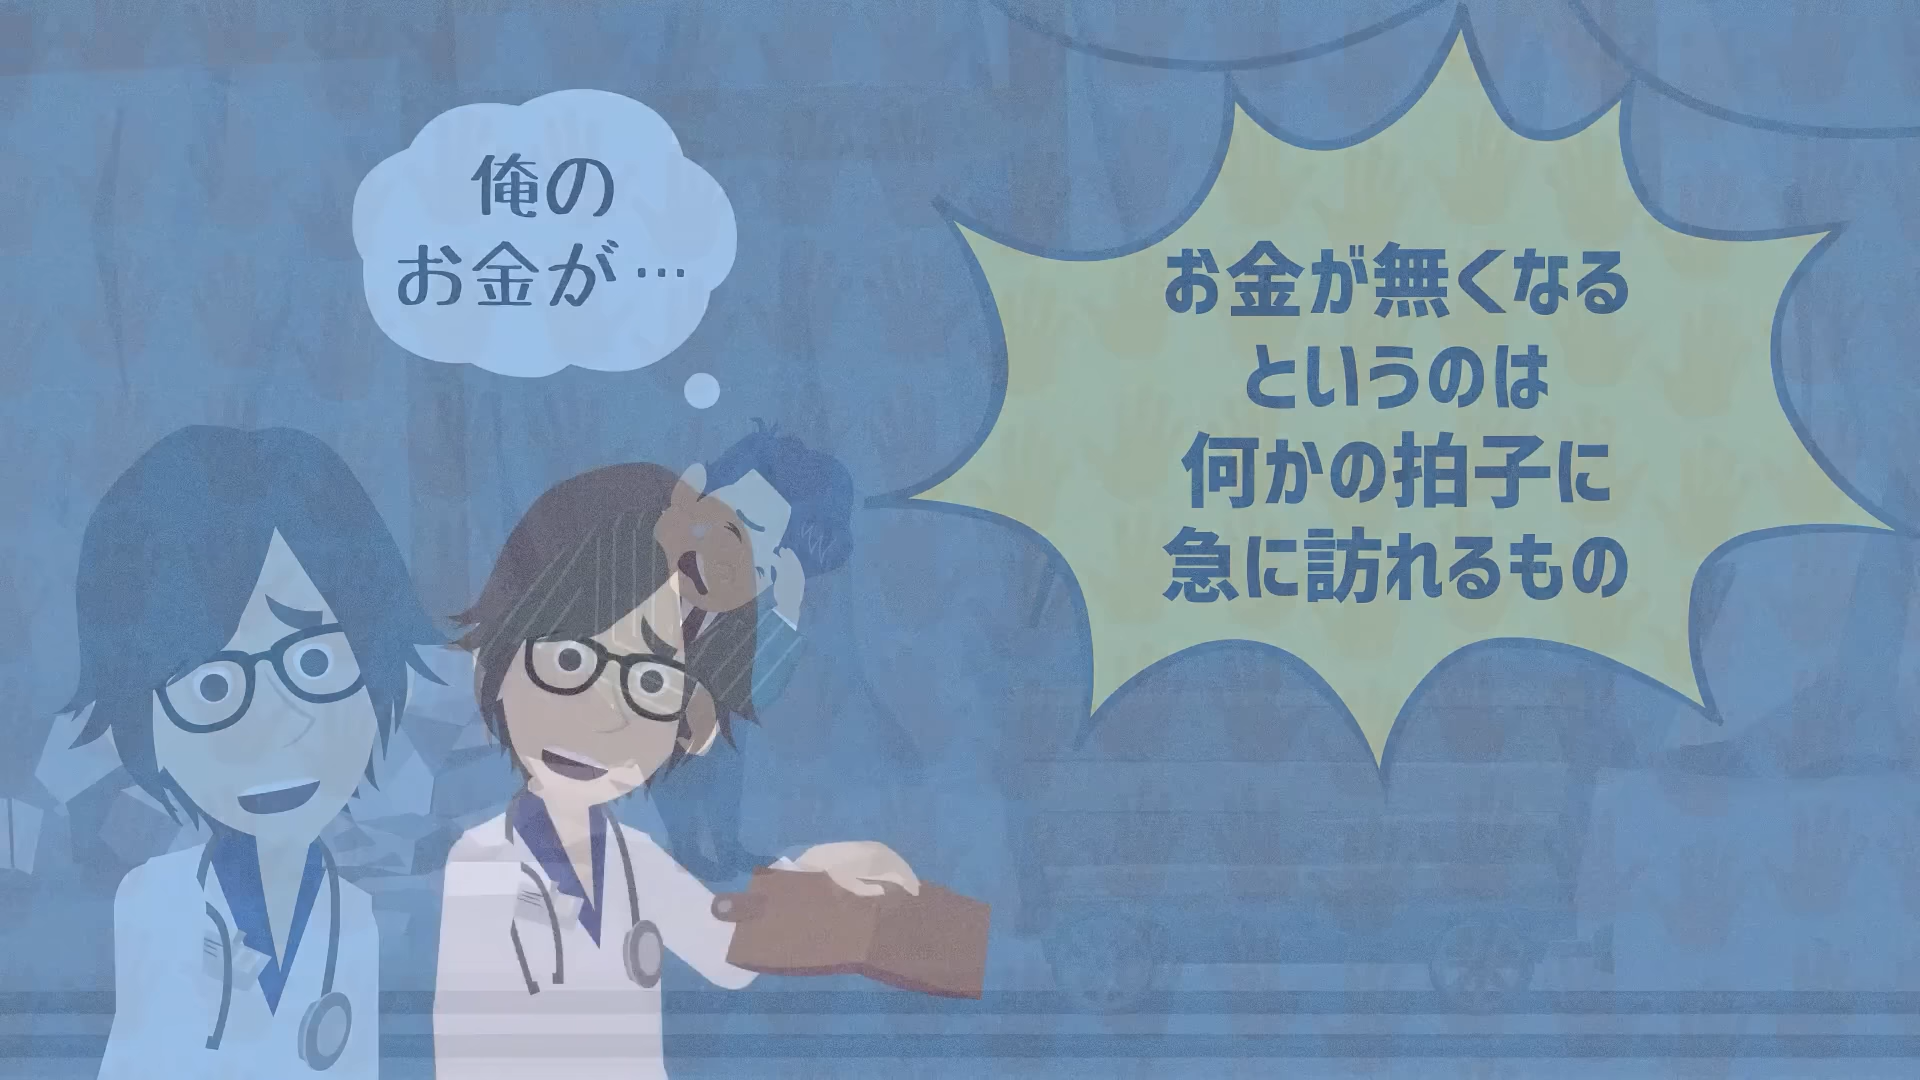 俺の
お金が…
お金が無くなる
というのは
何かの拍子に
急に訪れるもの